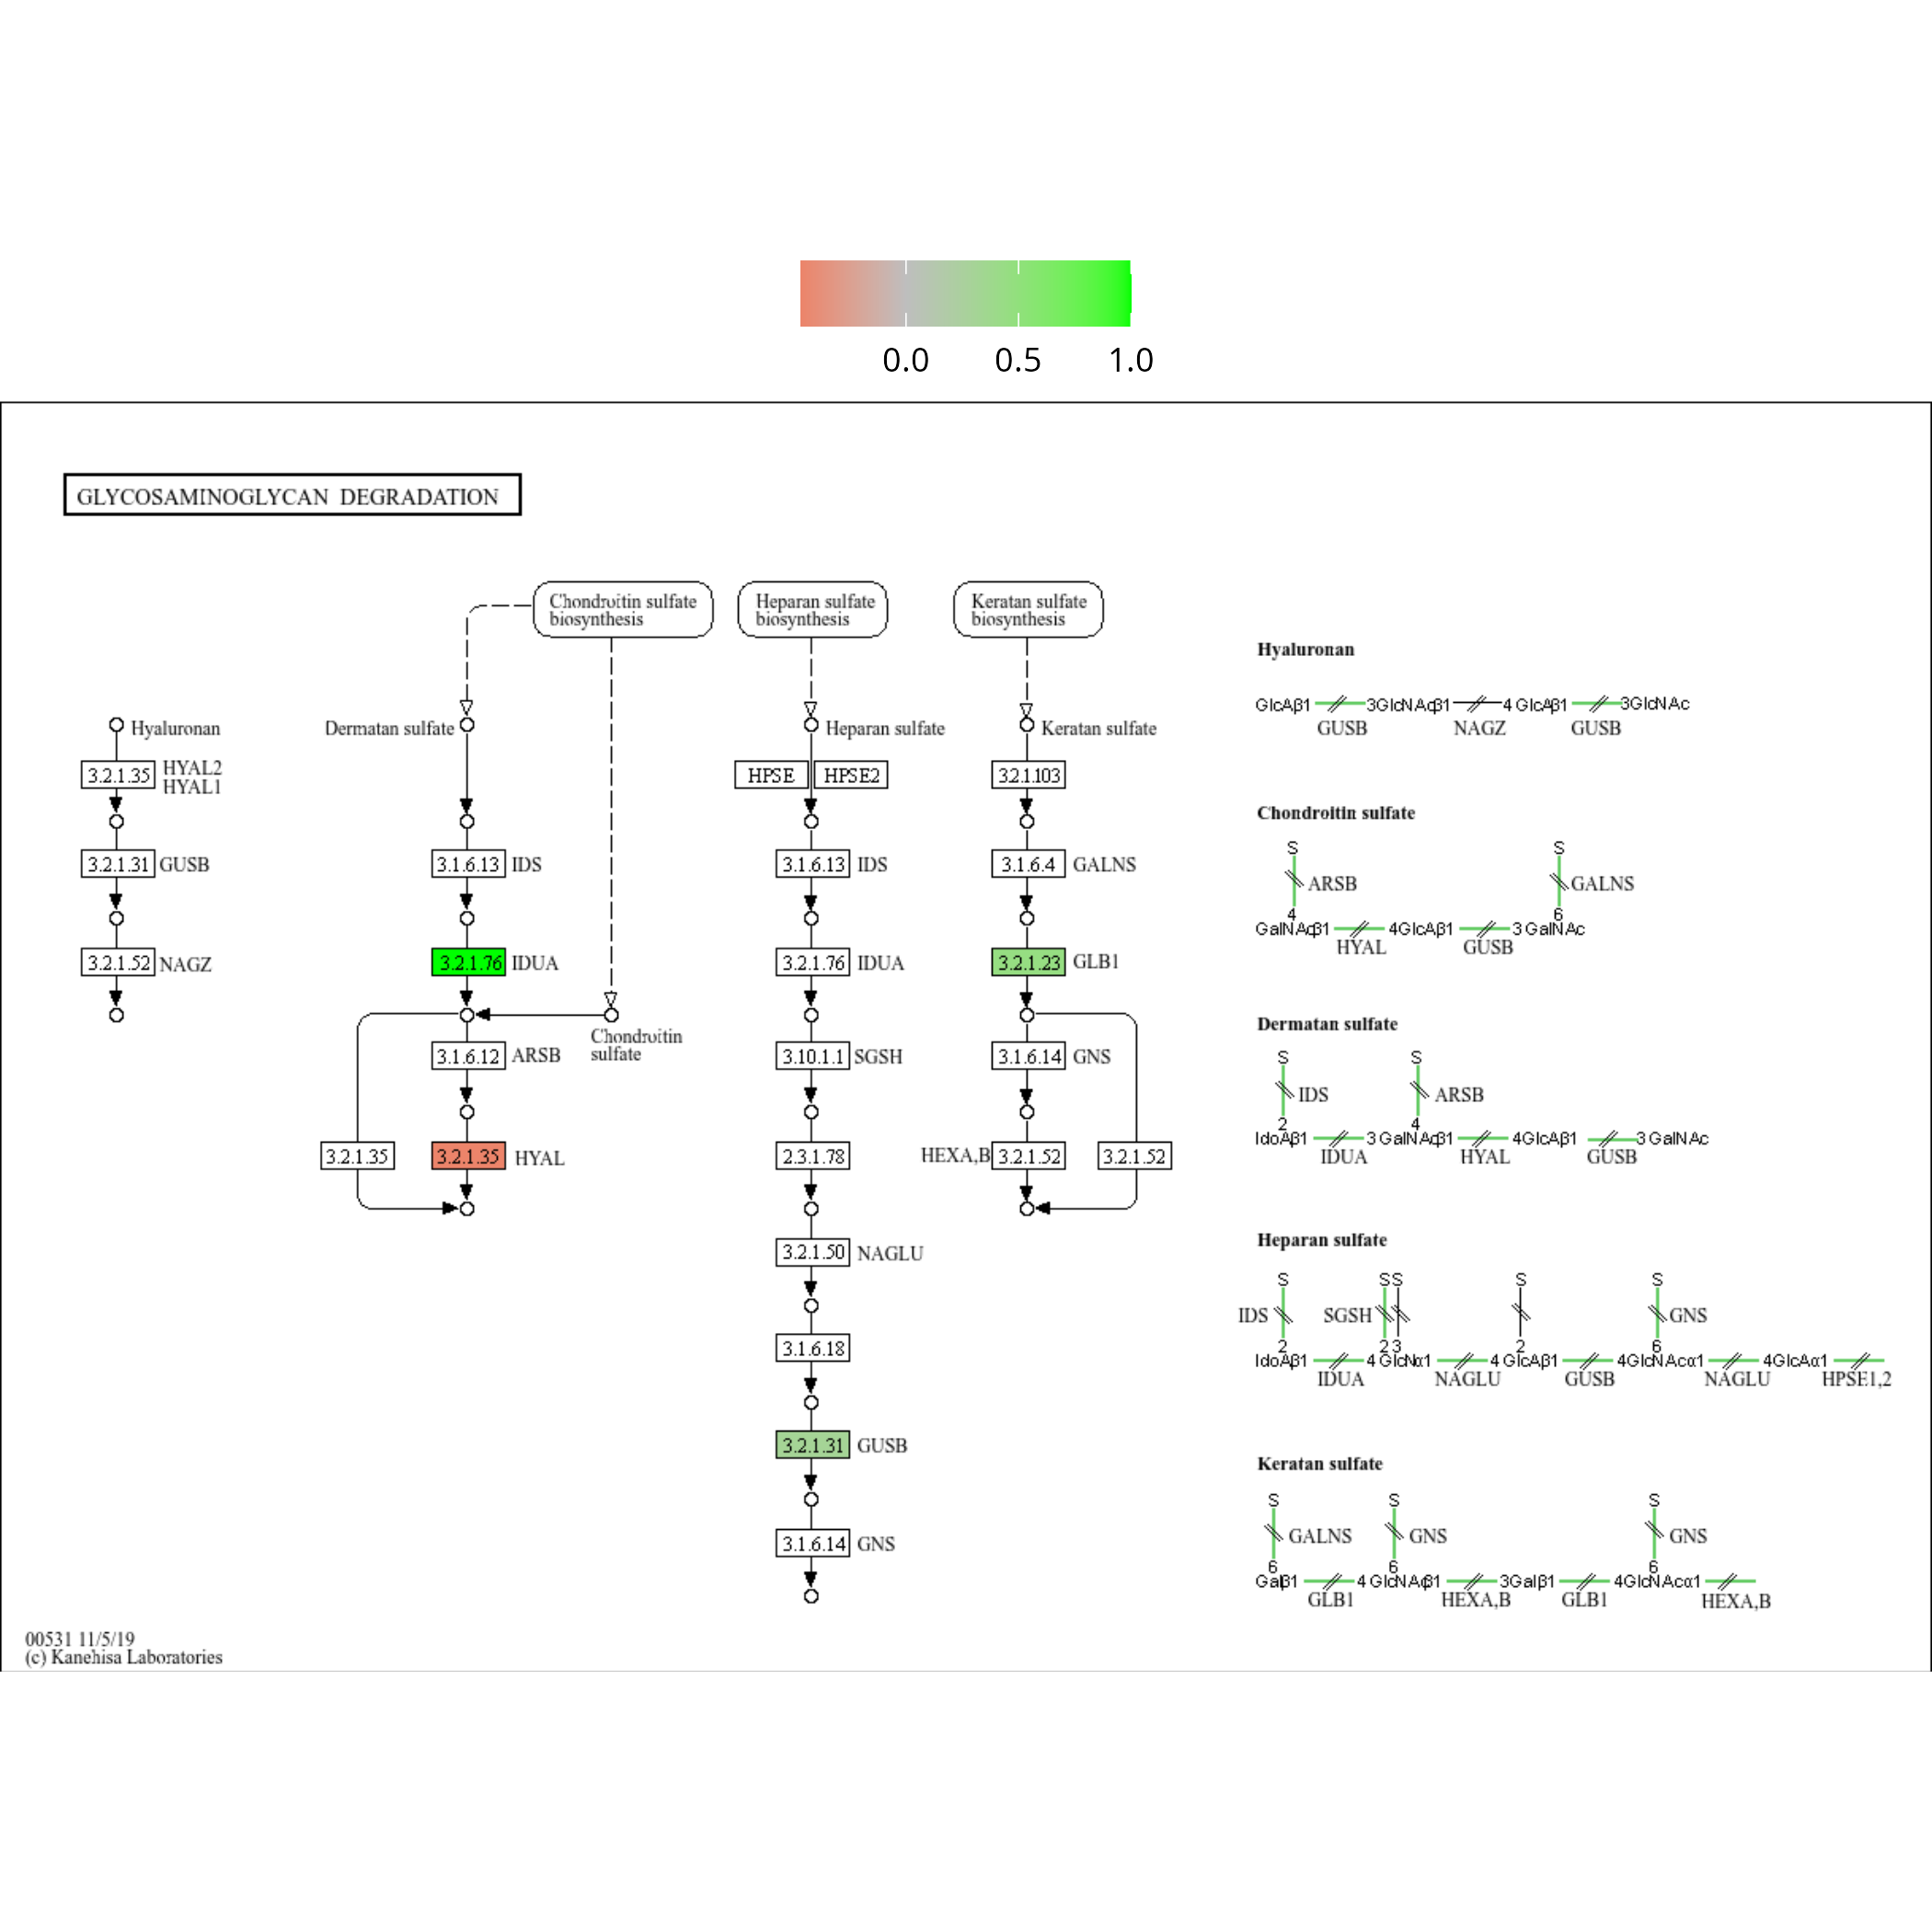 0.0 0.5 1.0
GLYCOSAMINOGLYCAN DEGRADATION
Chondroitin sulfate
biosynthesis
Heparan sulfate
biosynthesis
Keratan sulfate
biosynthesis
Hyaluronan
3.2.1.35 HYAL2
HYAL1
3.2.1.31 GUSB
3.2.1.52 NAGZ
Dermatan sulfate
3.1.6.13 IDS
3.2.1.76 IDUA
Chondroitin
sulfate
3.1.6.12 ARSB
3.2.1.35
3.2.1.35 HYAL
Heparan sulfate
HPSE HPSE2
3.1.6.13 IDS
3.2.1.76 IDUA
3.10.1.1 SGSH
2.3.1.78
3.2.1.50 NAGLU
3.1.6.18
3.2.1.31 GUSB
3.1.6.14 GNS
Keratan sulfate
3.2.1.103
3.1.6.4 GALNS
3.2.1.23 GLB1
3.1.6.14 GNS
HEXA,B 3.2.1.52 3.2.1.52
Hyaluronan
GlcAβ1 3GlcNAcβ1 4 GlcAβ1 3GlcNAc
GUSB NAGZ GUSB
Chondroitin sulfate
S S
ARSB GALNS
4 6
GalNAcβ1 4GlcAβ1 3 GalNAc
HYAL GUSB
Dermatan sulfate
S S
IDS ARSB
2 4
IdoAβ1 3 GalNAcβ1 4GlcAβ1 3 GalNAc
IDUA HYAL GUSB
Heparan sulfate
S S S S S
IDS SGSH GNS
2 2 3 2 6
IdoAβ1 4 GlcNα1 4 GlcAβ1 4GlcNAcα1 4GlcAα1
IDUA NAGLU GUSB NAGLU HPSE1,2
Keratan sulfate
S S S
GALNS GNS GNS
6 6 6
Galβ1 4 GlcNAcβ1 3Galβ1 4GlcNAcα1
GLB1 HEXA,B GLB1 HEXA,B
00531 11/5/19
(c) Kanehisa Laboratories